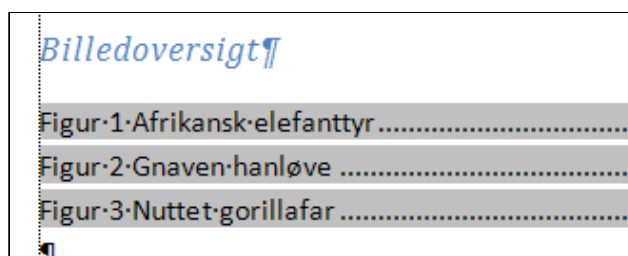 Billedoversigt¶
Figur·1·Afrikansk·elefanttyr................................
Figur·2·Gnaven·hanløve ....................................
Figur·3·Nuttet·gorillafar ....................................
¶